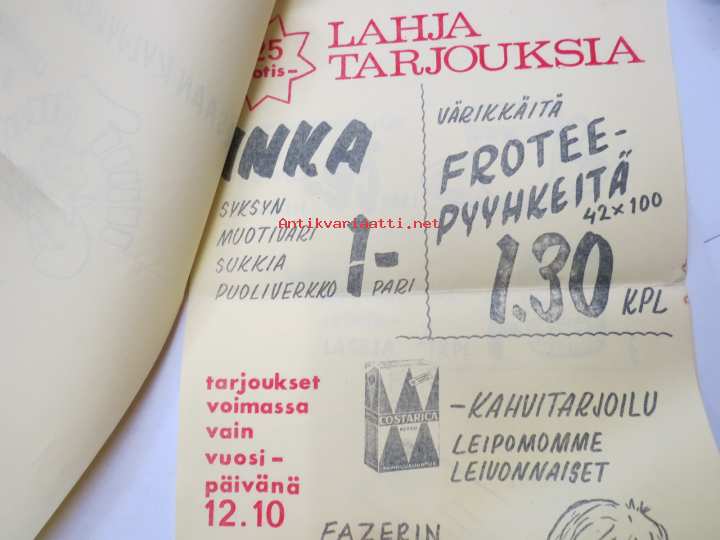 25
LAHJA
TARJOUKSIA
INKA
SYKSYN
MUOTIVÄRI
SUKKIA
PUOLIVERKKO 1- PARI
VÄRIKKÄITÄ
FROTEE-
PYYHKEITÄ
42×100
1.30 KPL
Antikvariaatti.net
tarjoukset
voimassa
vain
vuosi-
päivänä
12.10
COSTARICA
-KAHVITARJOILU
LEIPOMOMME
LEIVONNAISET
FAZERIN